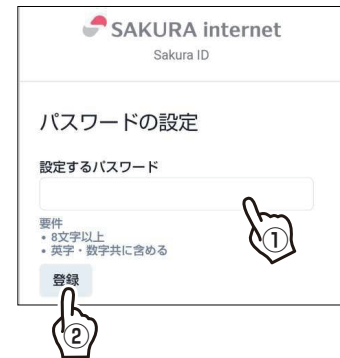 SAKURA internet
Sakura ID
パスワードの設定
設定するパスワード
要件
• 8文字以上
• 英字・数字共に含める
①
登録
②